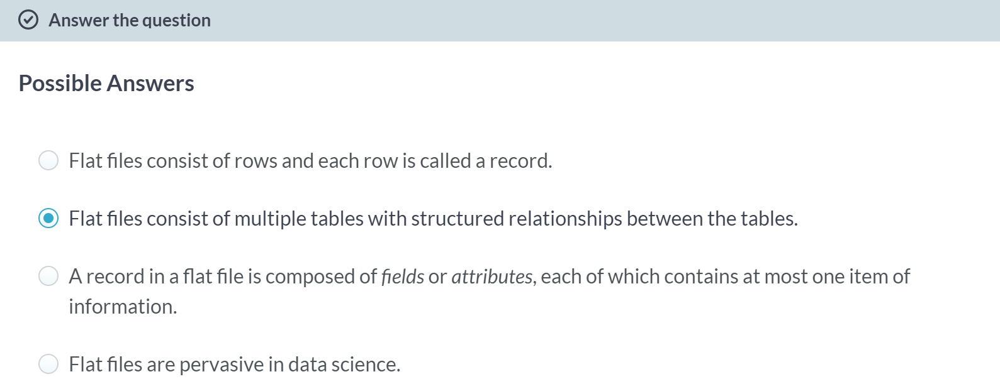 Answer the question
Possible Answers
Flat files consist of rows and each row is called a record.
Flat files consist of multiple tables with structured relationships between the tables.
A record in a flat file is composed of fields or attributes, each of which contains at most one item of
information.
Flat files are pervasive in data science.